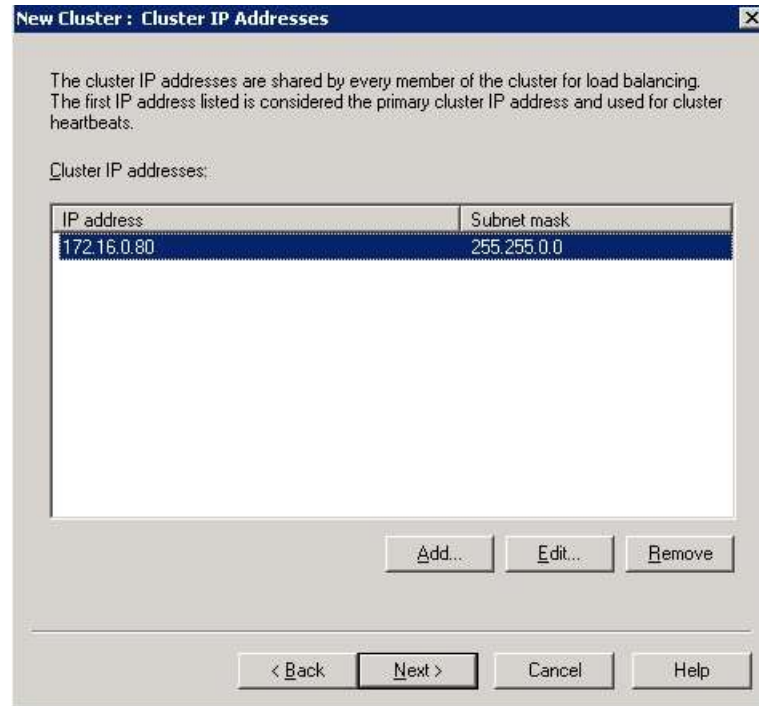 New Cluster : Cluster IP Addresses
The cluster IP addresses are shared by every member of the cluster for load balancing.
The first IP address listed is considered the primary cluster IP address and used for cluster
heartbeats.
Cluster IP addresses:
IP address Subnet mask
172.16.0.80 255.255.0.0
Add... Edit... Remove
< Back Next > Cancel Help